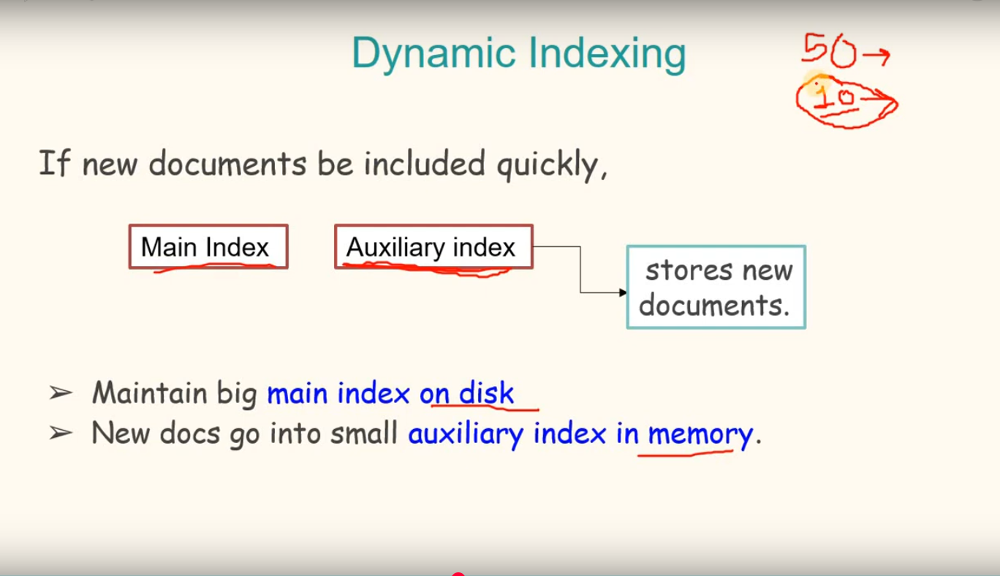 Dynamic Indexing
50→
10→
If new documents be included quickly,
Main Index
Auxiliary index
stores new
documents.
➢ Maintain big main index on disk
➢ New docs go into small auxiliary index in memory.